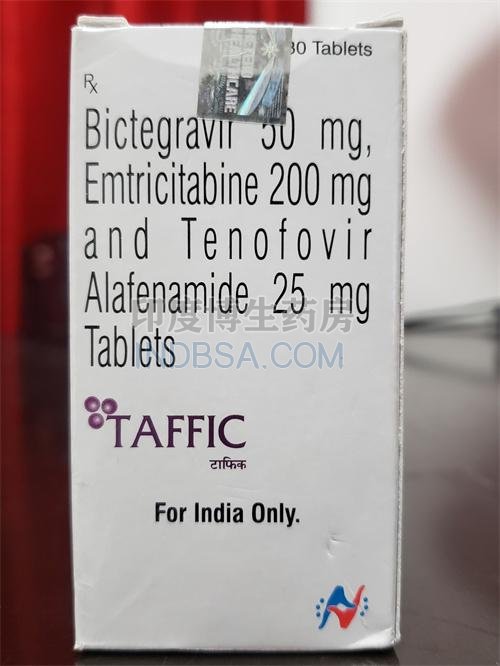 30 Tablets
Rx
Bictegravir 50 mg,
Emtricitabine 200 mg
and Tenofovir
Alafenamide 25 mg
Tablets
印度博生药房
INDBSA.COM
TAFFIC
टाफिक
For India Only.
HEALTHCARE